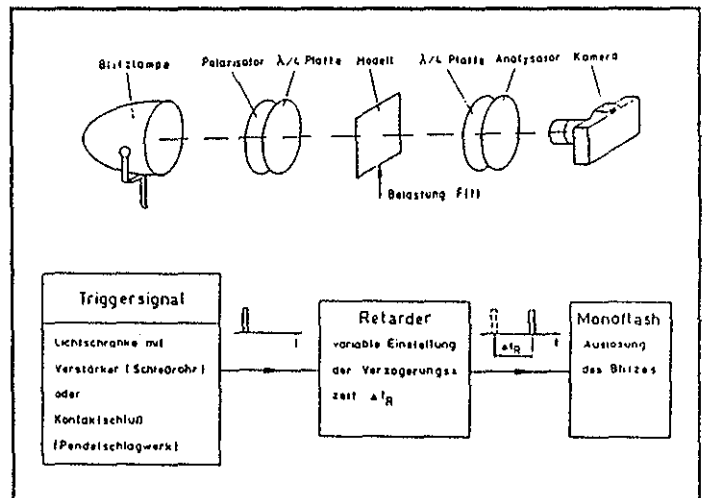 Blitzlampe
Polarisator
λ/4 Platte
Modell
λ/4 Platte
Analysator
Kamera
Belastung F(t)
Triggersignal
Lichtschranke mit
Verstärker (Schießrohr)
oder
Kontaktschluß
(Pendelschlagwerk)
t
Retarder
variable Einstellung
der Verzögerungs=
zeit Δt_R
Δt_R
t
Monoflash
Auslösung
des Blitzes